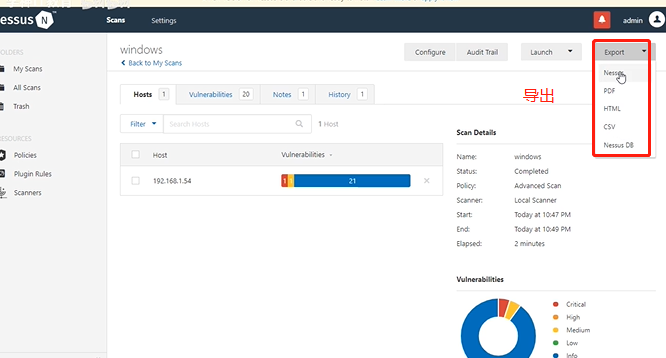 essus N
Scans
Settings
admin
OLDERS
My Scans
All Scans
Trash
RESOURCES
Policies
Plugin Rules
Scanners
windows
Back to My Scans
Configure
Audit Trail
Launch
Export
Nessus
PDF
HTML
CSV
Nessus DB
导出
Hosts 1
Vulnerabilities 20
Notes 1
History 1
Filter
Search Hosts
1 Host
Host
Vulnerabilities
192.168.1.54
1
21
Scan Details
Name: windows
Status: Completed
Policy: Advanced Scan
Scanner: Local Scanner
Start: Today at 10:47 PM
End: Today at 10:49 PM
Elapsed: 2 minutes
Vulnerabilities
Critical
High
Medium
Low
Info